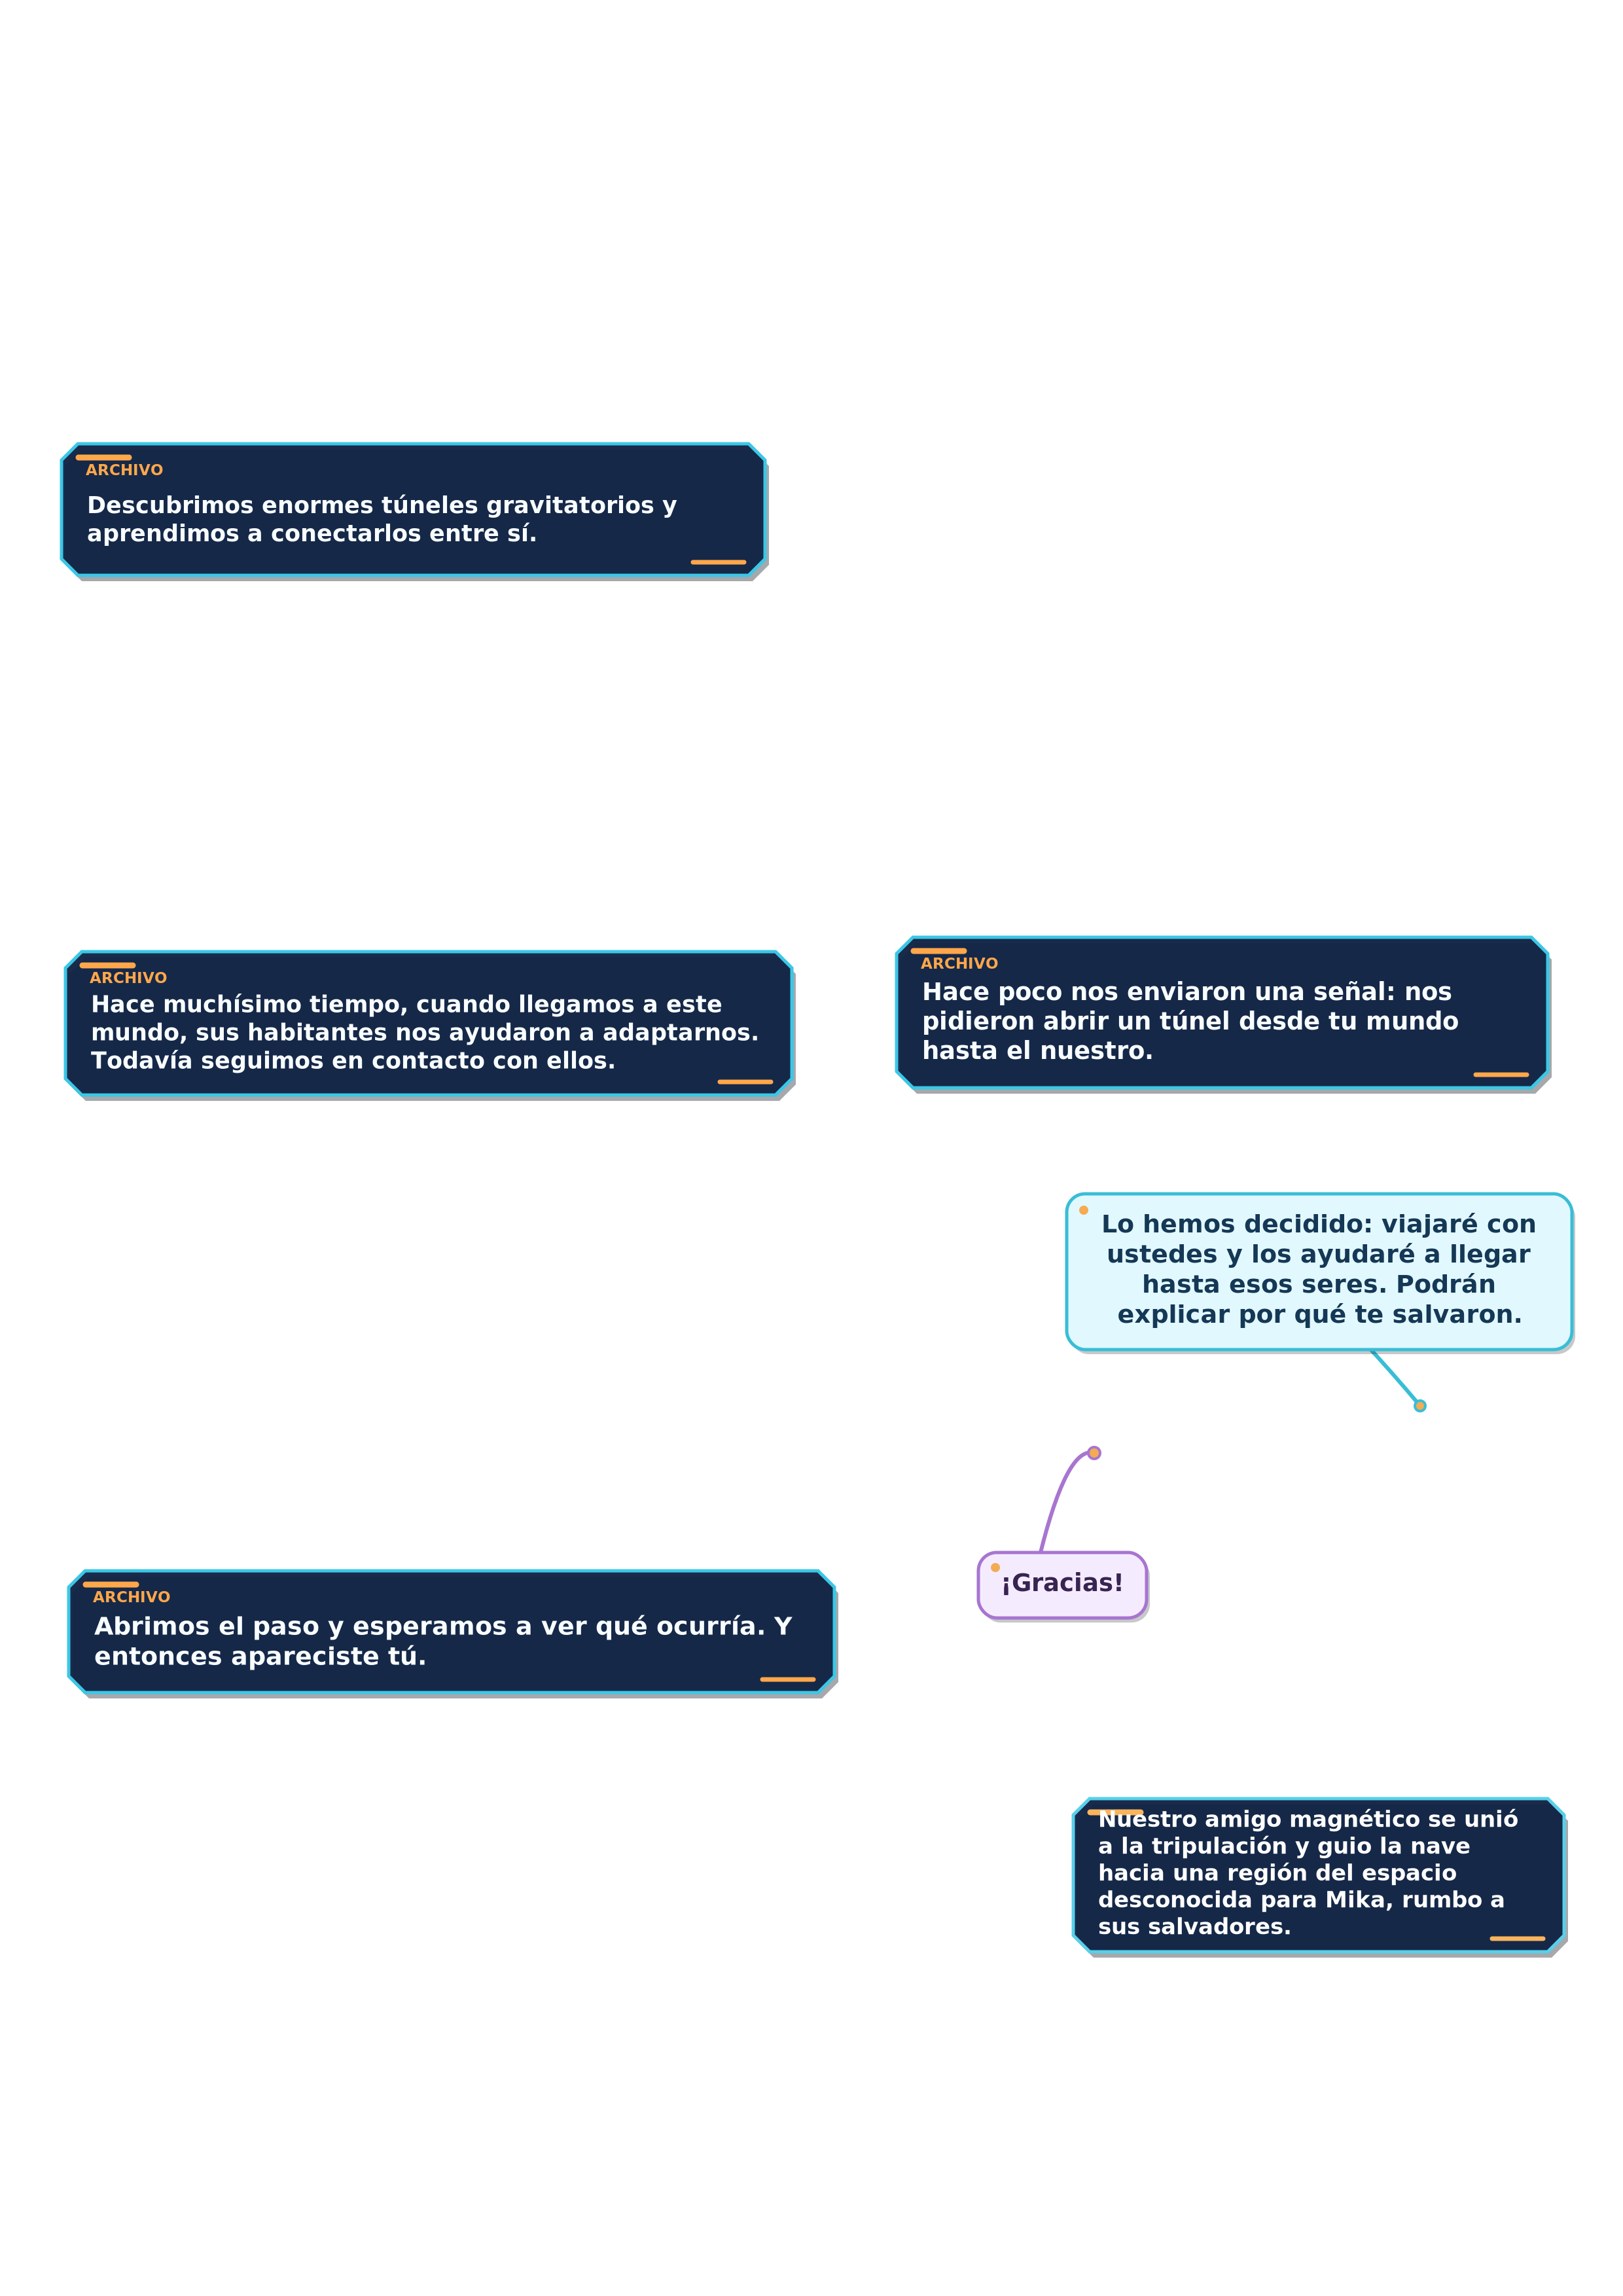 ARCHIVO
Descubrimos enormes túneles gravitatorios y
aprendimos a conectarlos entre sí.
ARCHIVO
Hace muchísimo tiempo, cuando llegamos a este
mundo, sus habitantes nos ayudaron a adaptarnos.
Todavía seguimos en contacto con ellos.
ARCHIVO
Hace poco nos enviaron una señal: nos
pidieron abrir un túnel desde tu mundo
hasta el nuestro.
ARCHIVO
Abrimos el paso y esperamos a ver qué ocurría. Y
entonces apareciste tú.
Lo hemos decidido: viajaré con
ustedes y los ayudaré a llegar
hasta esos seres. Podrán
explicar por qué te salvaron.
¡Gracias!
Nuestro amigo magnético se unió
a la tripulación y guio la nave
hacia una región del espacio
desconocida para Mika, rumbo a
sus salvadores.